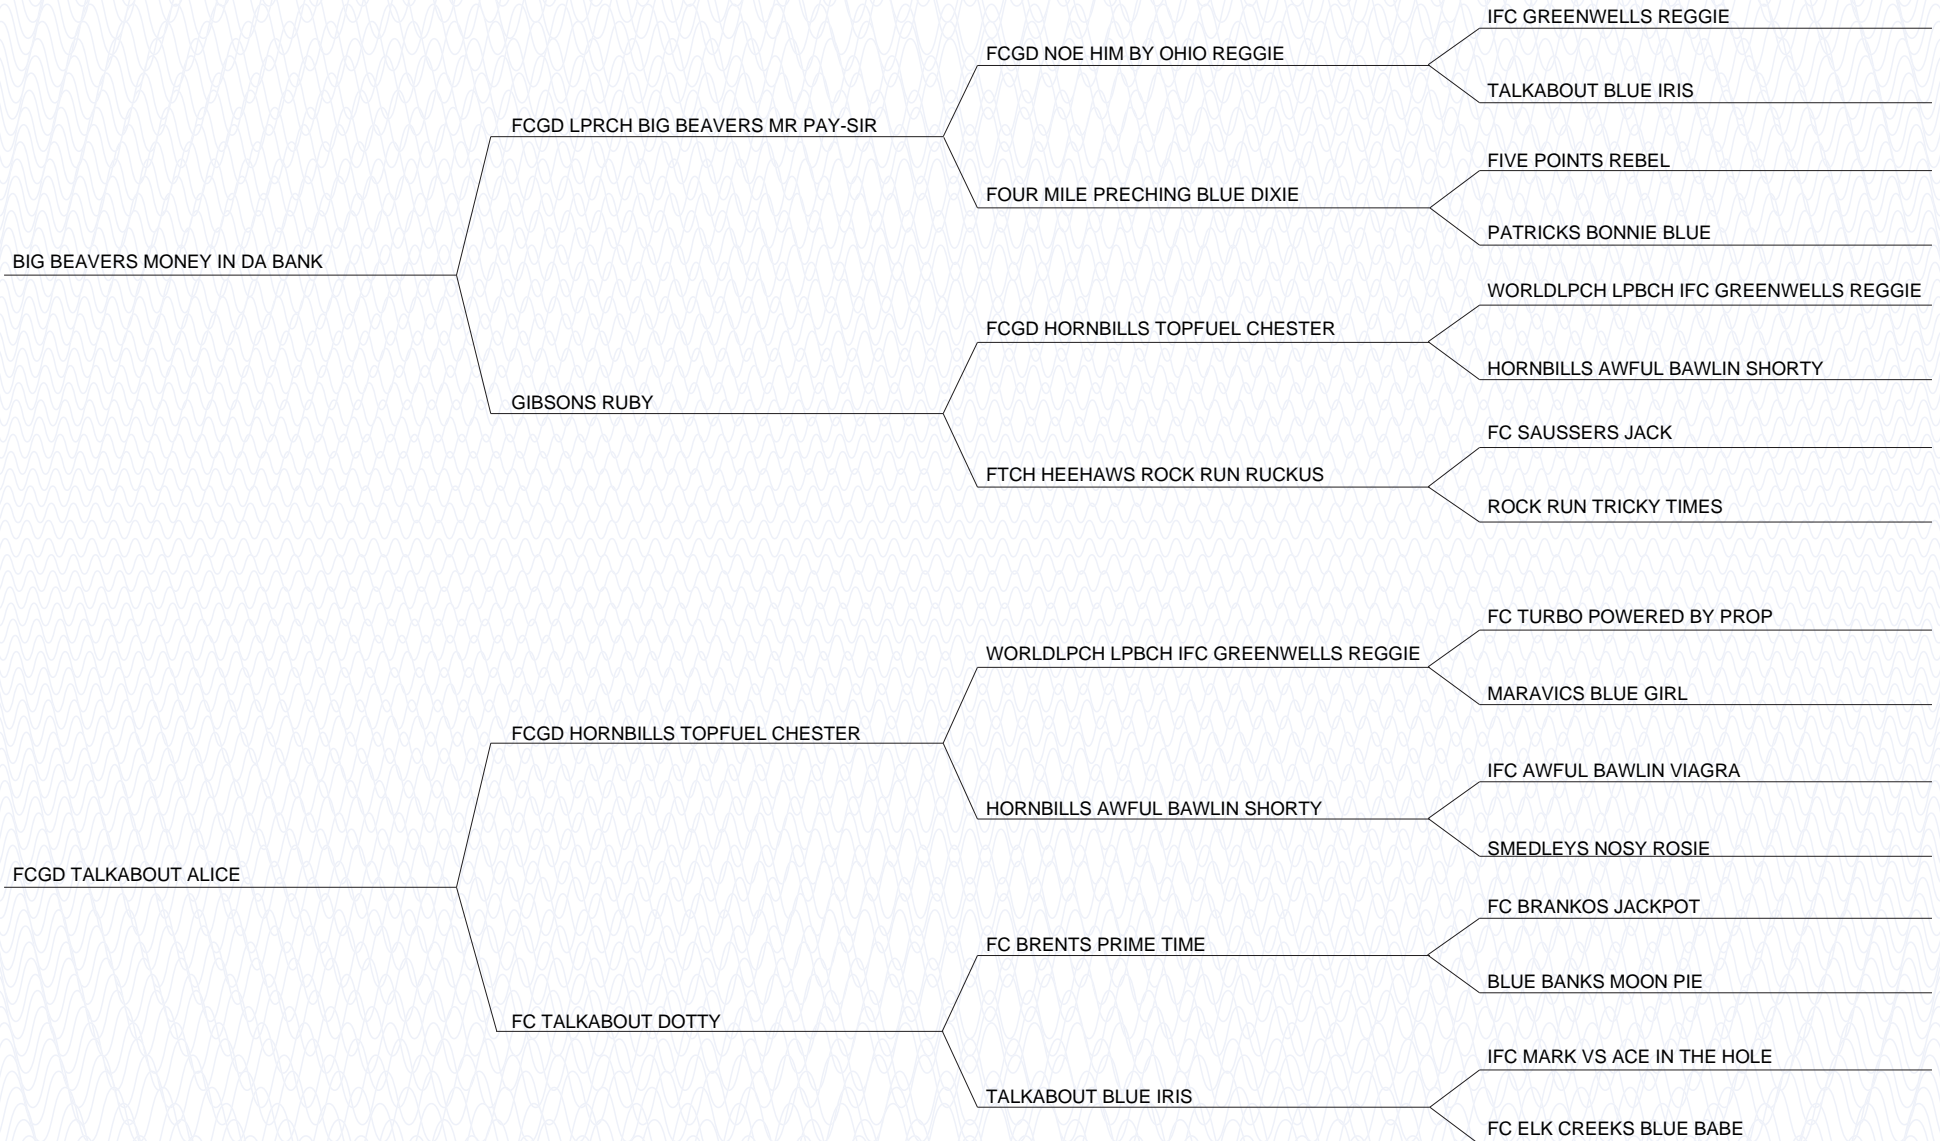 IFC GREENWELLS REGGIE
FCGD NOE HIM BY OHIO REGGIE
TALKABOUT BLUE IRIS
FCGD LPRCH BIG BEAVERS MR PAY-SIR
FIVE POINTS REBEL
FOUR MILE PRECHING BLUE DIXIE
PATRICKS BONNIE BLUE
BIG BEAVERS MONEY IN DA BANK
WORLDLPCH LPBCH IFC GREENWELLS REGGIE
FCGD HORNBILLS TOPFUEL CHESTER
HORNBILLS AWFUL BAWLIN SHORTY
GIBSONS RUBY
FC SAUSSERS JACK
FTCH HEEHAWS ROCK RUN RUCKUS
ROCK RUN TRICKY TIMES
FC TURBO POWERED BY PROP
WORLDLPCH LPBCH IFC GREENWELLS REGGIE
MARAVICS BLUE GIRL
FCGD HORNBILLS TOPFUEL CHESTER
IFC AWFUL BAWLIN VIAGRA
HORNBILLS AWFUL BAWLIN SHORTY
SMEDLEYS NOSY ROSIE
FCGD TALKABOUT ALICE
FC BRANKOS JACKPOT
FC BRENTS PRIME TIME
BLUE BANKS MOON PIE
FC TALKABOUT DOTTY
IFC MARK VS ACE IN THE HOLE
TALKABOUT BLUE IRIS
FC ELK CREEKS BLUE BABE